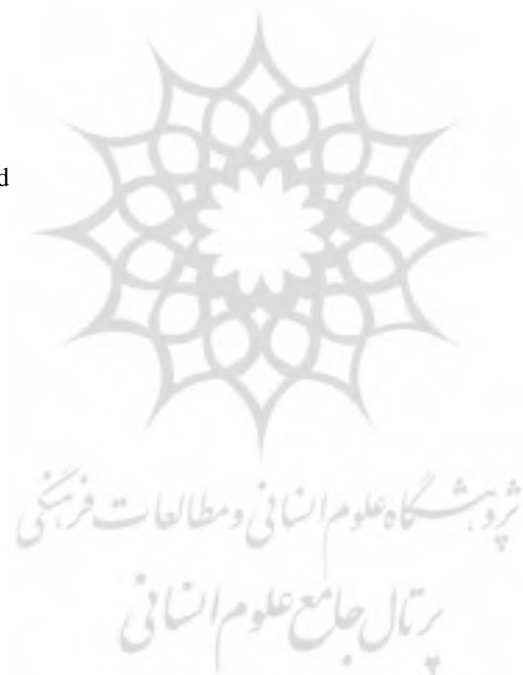 d
پژوهشگاه علوم انسانی و مطالعات فرهنگی
پرتال جامع علوم انسانی